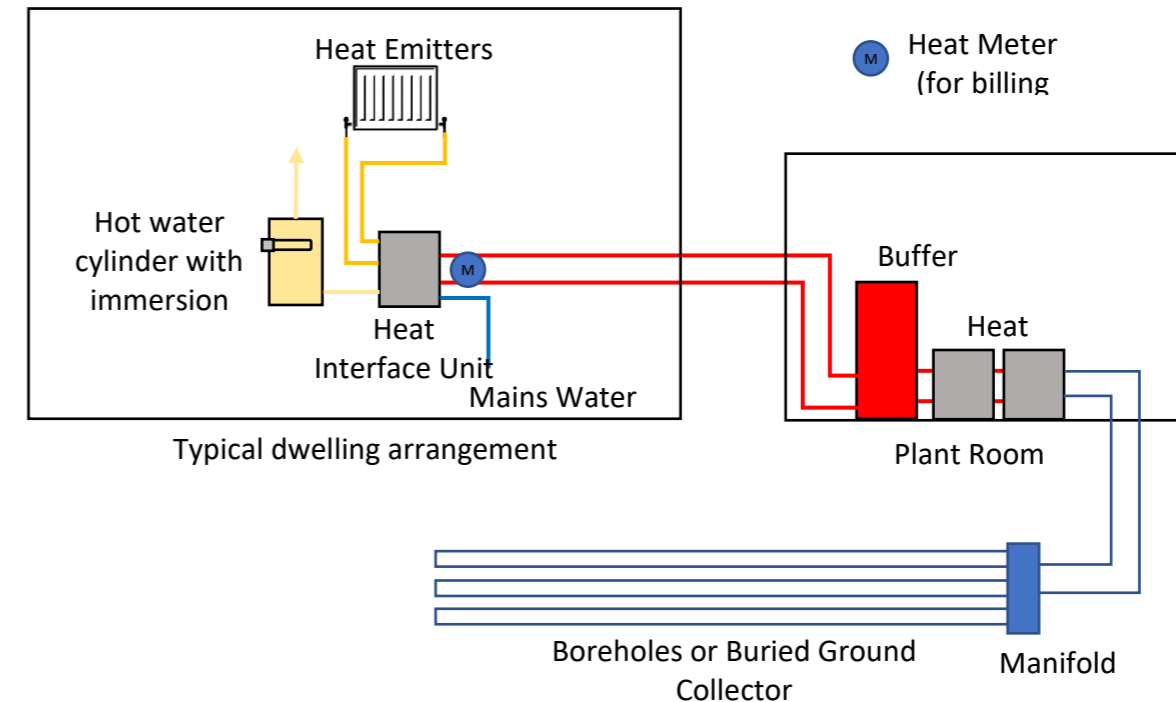 Heat Emitters
M
Heat Meter
(for billing
Hot water
cylinder with
immersion
M
Heat
Interface Unit
Mains Water
Buffer
Heat
Typical dwelling arrangement
Plant Room
Boreholes or Buried Ground
Collector
Manifold